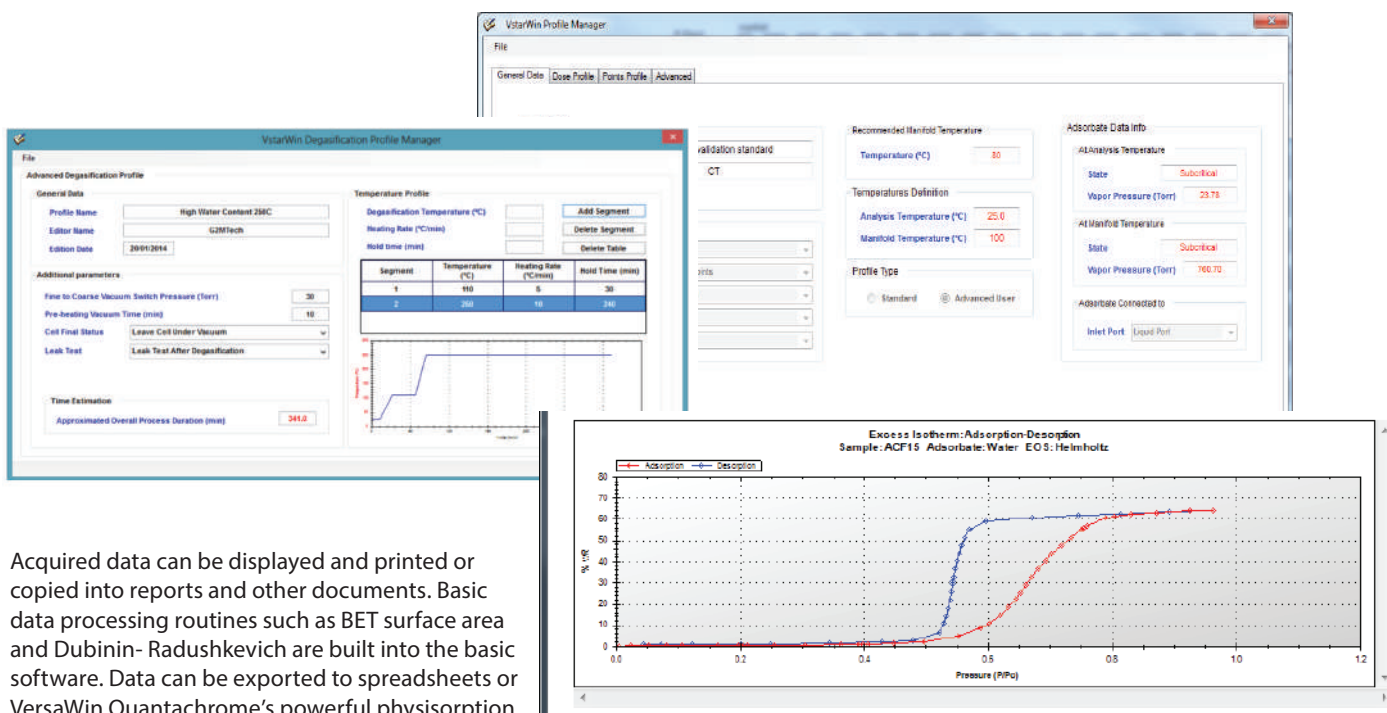 VstarWin Profile Manager
File
General Data Dose Profile Points Profile Advanced
validation standard
CT
Recommended Manifold Temperature
Temperature (ºC) 80
Temperatures Definition
Analysis Temperature (ºC) 25.0
Manifold Temperature (ºC) 100
Profile Type
Standard Advanced User
Adsorbate Data Info
At Analysis Temperature
State Subcritical
Vapor Pressure (Torr) 23.78
At Manifold Temperature
State Subcritical
Vapor Pressure (Torr) 760.70
Adsorbate Connected to
Inlet Port Liquid Port
VstarWin Degasification Profile Manager
File
Advanced Degasification Profile
General Data
Profile Name High Water Content 250C
Editor Name G2MTech
Edition Date 20/01/2014
Additional parameters
Fine to Coarse Vacuum Switch Pressure (Torr) 30
Pre-heating Vacuum Time (min) 10
Cell Final Status Leave Cell Under Vacuum
Leak Test Leak Test After Degasification
Time Estimation
Approximated Overall Process Duration (min) 341.0
Temperature Profile
Degasification Temperature (ºC) Add Segment
Heating Rate (ºC/min) Delete Segment
Hold time (min) Delete Table
Segment Temperature (ºC) Heating Rate (ºC/min) Hold Time (min)
1 110 5 30
2 250 10 240
Excess Isotherm: Adsorption-Desorption
Sample: ACF15 Adsorbate: Water EOS: Helmholtz
Adsorption Desorption
80
70
60
50
40
30
20
10
0
0.0 0.2 0.4 0.6 0.8 1.0 1.2
Pressure (P/Po)
Acquired data can be displayed and printed or
copied into reports and other documents. Basic
data processing routines such as BET surface area
and Dubinin- Radushkevich are built into the basic
software. Data can be exported to spreadsheets or
VersaWin Quantachrome's powerful physisorption